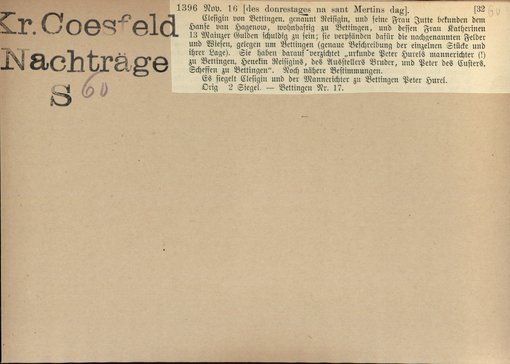 Kr. Coesfeld
Nachträge
S 60
1396 Nov. 16 [des donrestages na sant Mertins dag]. [32 60
Clesigin von Bettingen, genannt Reisigin, und seine Frau Jutte bekunden dem
Hanse von Hagenow, wohnhaftig zu Bettingen, und dessen Frau Katherinen
13 Mainzer Gulden schuldig zu sein; sie verpfänden dafür die nachgenannten Felder
und Wiesen, gelegen um Bettingen (genaue Beschreibung der einzelnen Stücke und
ihrer Lage). Sie haben darauf verzichtet „urkunde Peter Hurels mannerichter (!)
zu Bettingen, Henekin Reisigins, des Ausstellers Bruder, und Peter des Custers,
Scheffen zu Bettingen“. Noch nähere Bestimmungen.
Es siegelt Clesigin und der Mannerichter zu Bettingen Peter Hurel.
Orig 2 Siegel. — Bettingen Nr. 17.